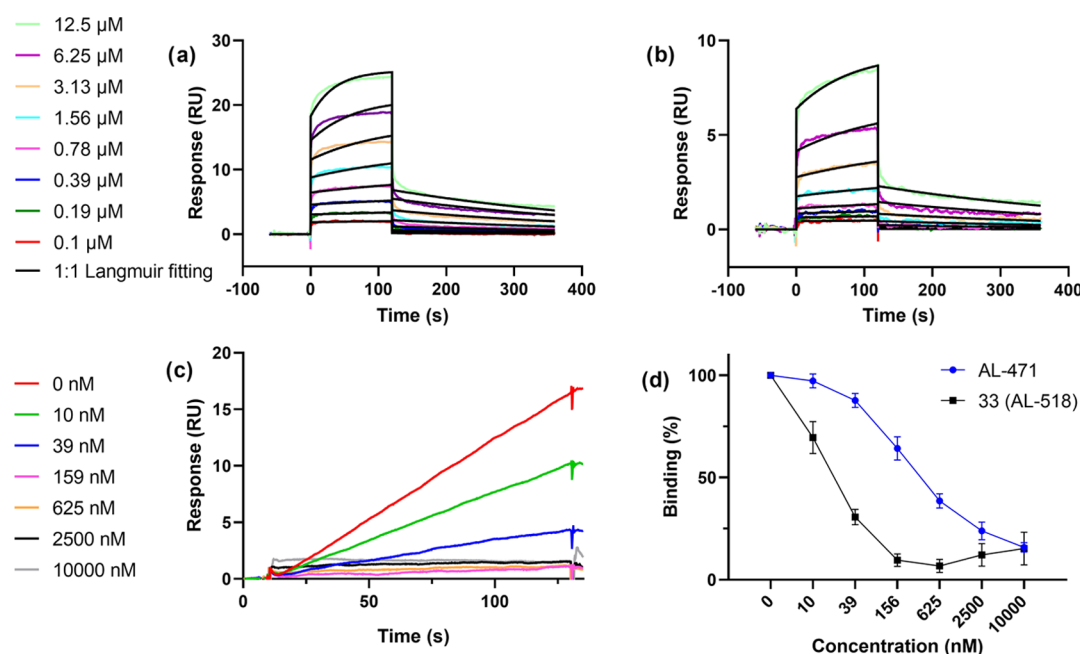 12.5 µM
6.25 µM
3.13 µM
1.56 µM
0.78 µM
0.39 µM
0.19 µM
0.1 µM
1:1 Langmuir fitting
(a)
Response (RU)
30
20
10
0
-100 0 100 200 300 400
Time (s)
(b)
Response (RU)
10
5
0
-100 0 100 200 300 400
Time (s)
0 nM
10 nM
39 nM
159 nM
625 nM
2500 nM
10000 nM
(c)
Response (RU)
20
15
10
5
0
0 50 100
Time (s)
(d)
AL-471
33 (AL-518)
Binding (%)
100
50
0
0 10 39 156 625 2500 10000
Concentration (nM)